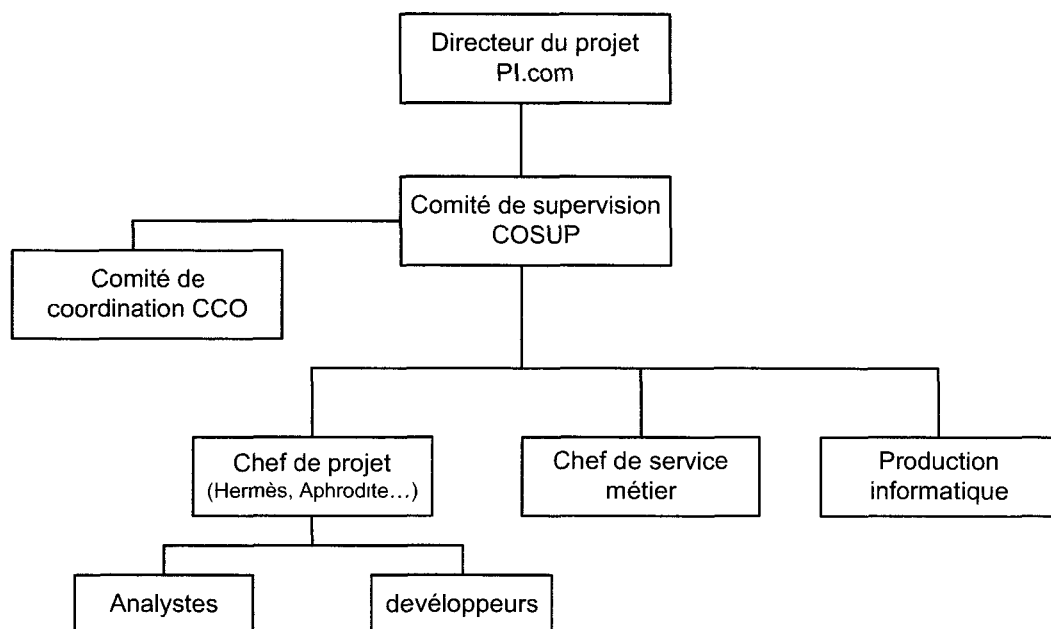 Directeur du projet
PI.com
Comité de supervision
COSUP
Comité de
coordination CCO
Chef de projet
(Hermès, Aphrodite...)
Chef de service
métier
Production
informatique
Analystes
devéloppeurs